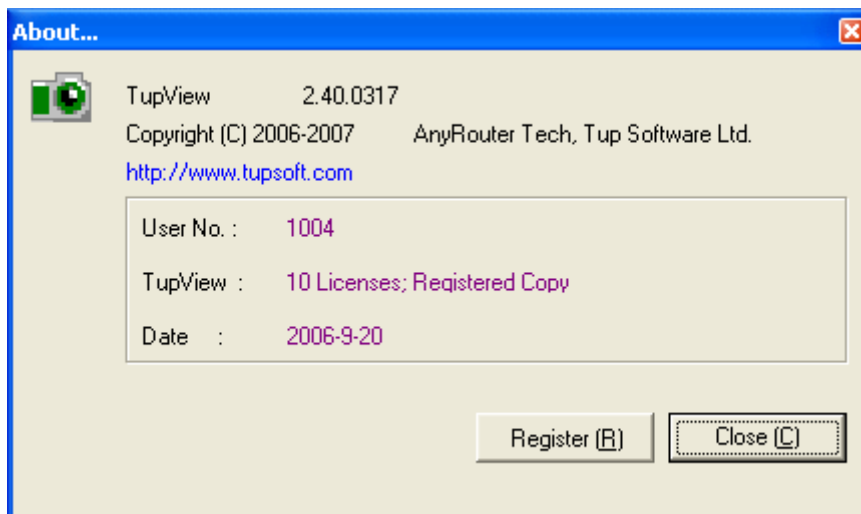 About...
TupView 2.40.0317
Copyright (C) 2006-2007 AnyRouter Tech, Tup Software Ltd.
http://www.tupsoft.com
User No. : 1004
TupView : 10 Licenses; Registered Copy
Date : 2006-9-20
Register (R) Close (C)